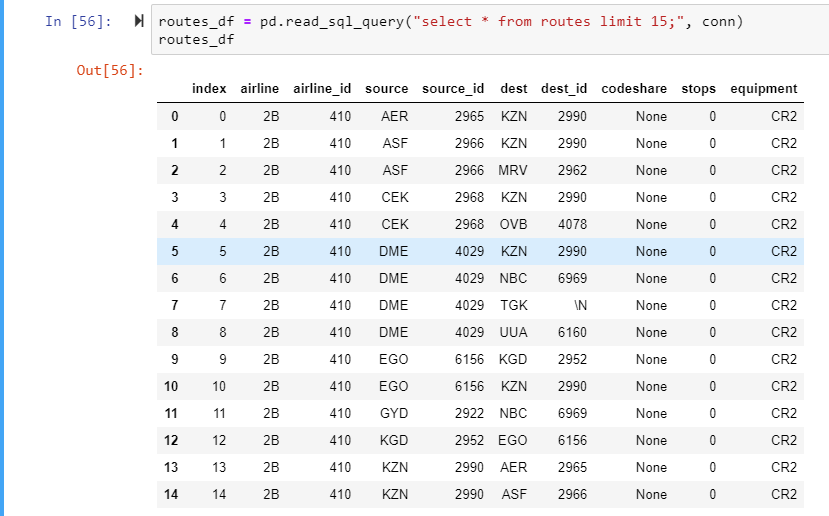 In [56]: routes_df = pd.read_sql_query("select * from routes limit 15;", conn)
routes_df
Out[56]:
index airline airline_id source source_id dest dest_id codeshare stops equipment
0 0 2B 410 AER 2965 KZN 2990 None 0 CR2
1 1 2B 410 ASF 2966 KZN 2990 None 0 CR2
2 2 2B 410 ASF 2966 MRV 2962 None 0 CR2
3 3 2B 410 CEK 2968 KZN 2990 None 0 CR2
4 4 2B 410 CEK 2968 OVB 4078 None 0 CR2
5 5 2B 410 DME 4029 KZN 2990 None 0 CR2
6 6 2B 410 DME 4029 NBC 6969 None 0 CR2
7 7 2B 410 DME 4029 TGK \N None 0 CR2
8 8 2B 410 DME 4029 UUA 6160 None 0 CR2
9 9 2B 410 EGO 6156 KGD 2952 None 0 CR2
10 10 2B 410 EGO 6156 KZN 2990 None 0 CR2
11 11 2B 410 GYD 2922 NBC 6969 None 0 CR2
12 12 2B 410 KGD 2952 EGO 6156 None 0 CR2
13 13 2B 410 KZN 2990 AER 2965 None 0 CR2
14 14 2B 410 KZN 2990 ASF 2966 None 0 CR2